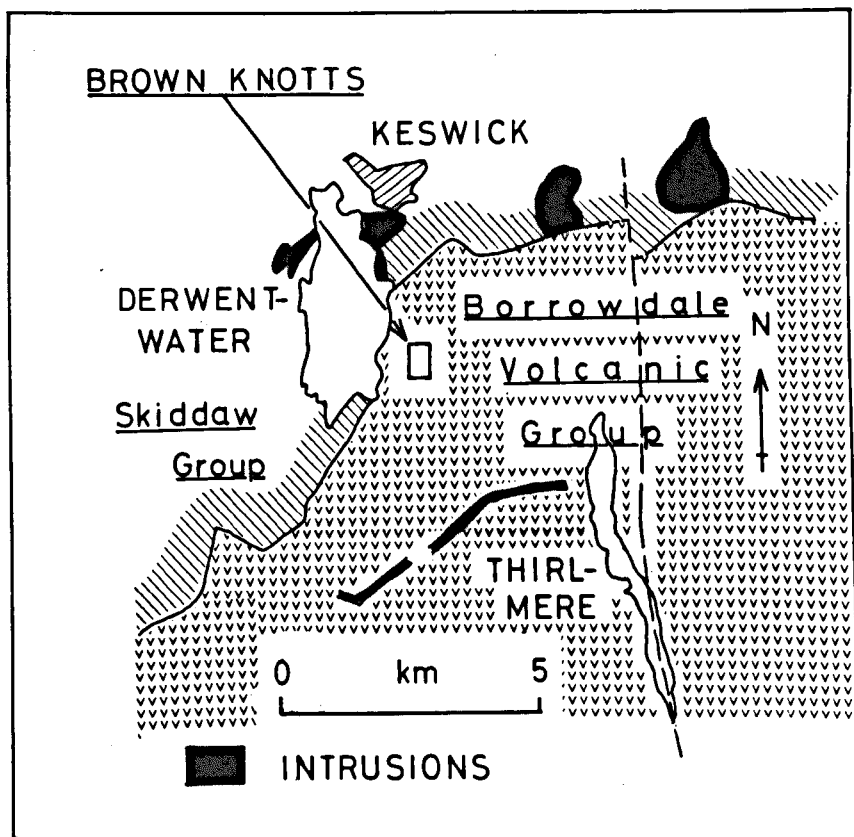 BROWN KNOTTS
KESWICK
DERWENT-
WATER
Borrowdale
Volcanic
Group
N
Skiddaw
Group
THIRL-
MERE
0 km 5
INTRUSIONS